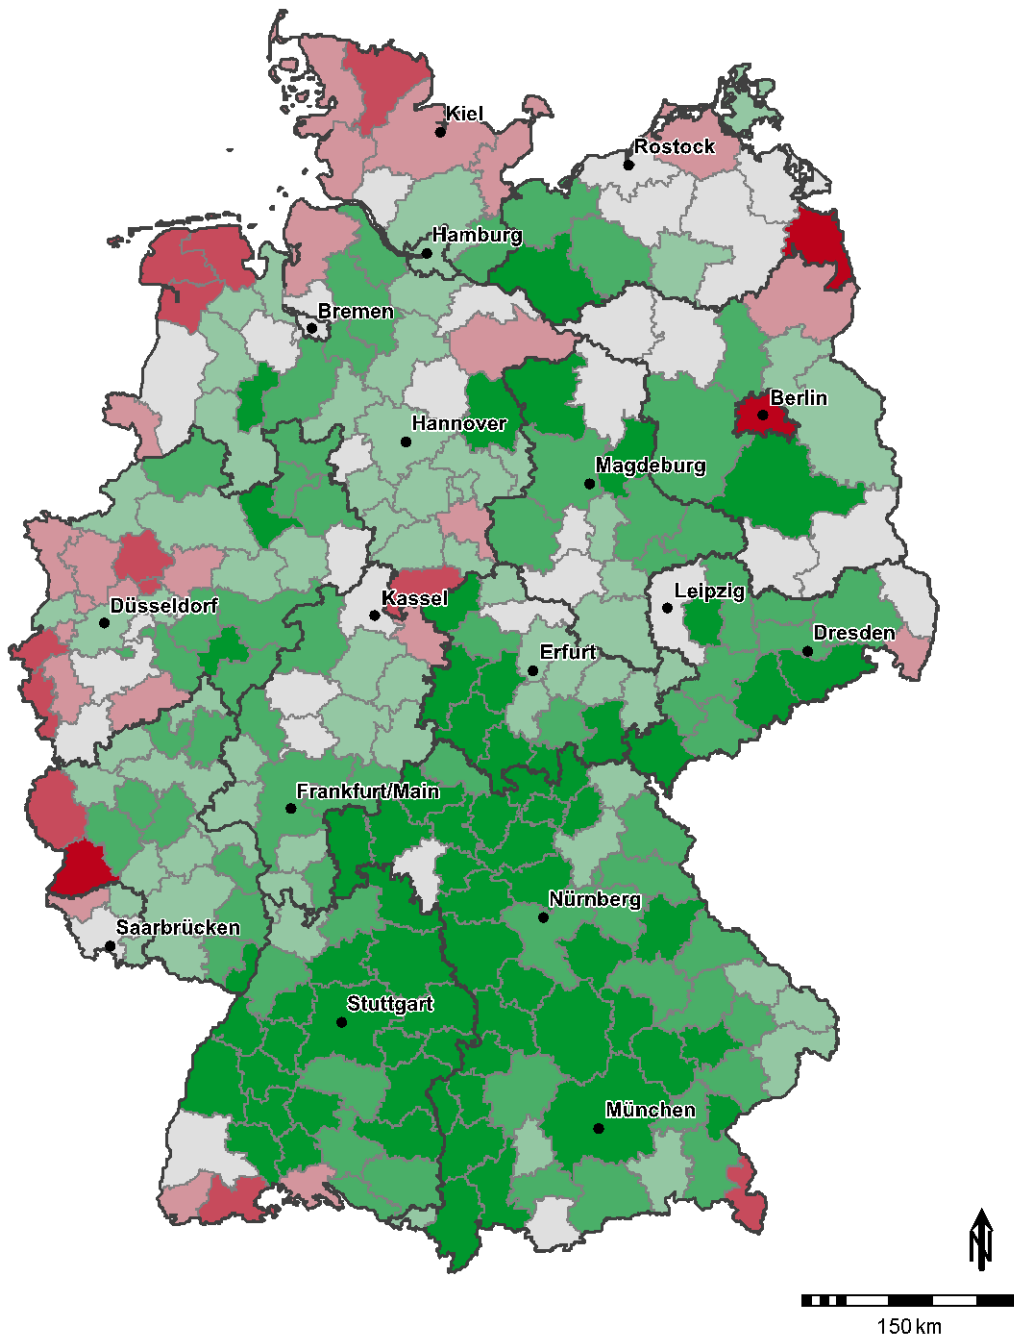 Kiel
Rostock
Hamburg
Bremen
Berlin
Hannover
Magdeburg
Leipzig
Kassel
Düsseldorf
Dresden
Erfurt
Frankfurt/Main
Nürnberg
Saarbrücken
Stuttgart
München
N
150 km